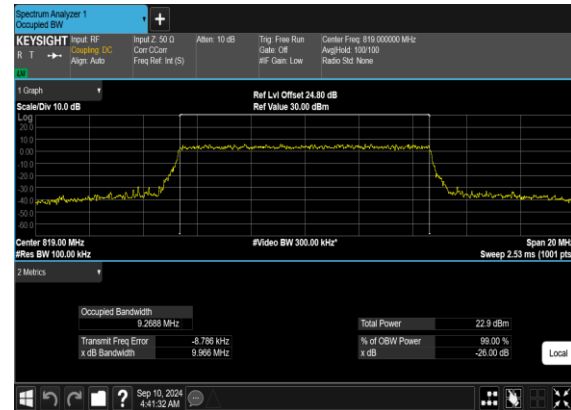 Spectrum Analyzer 1
Occupied BW
+
KEYSIGHT Input: RF Input Z: 50 Ω Atten: 10 dB Trig: Free Run Center Freq: 819.000000 MHz
R T Coupling: DC Corr CCorr Gate: Off Avg|Hold: 100/100
Align: Auto Freq Ref: Int (S) #IF Gain: Low Radio Std: None
1 Graph Ref Lvl Offset 24.80 dB
Scale/Div 10.0 dB Ref Value 30.00 dBm
Log
20.0
10.0
0.00
-10.0
-20.0
-30.0
-40.0
-50.0
-60.0
Center 819.00 MHz #Video BW 300.00 kHz* Span 20 MHz
#Res BW 100.00 kHz Sweep 2.53 ms (1001 pts
2 Metrics
Occupied Bandwidth
9.2688 MHz Total Power 22.9 dBm
Transmit Freq Error -8.786 kHz % of OBW Power 99.00 %
x dB Bandwidth 9.966 MHz x dB -26.00 dB
Local
? Sep 10, 2024
4:41:32 AM